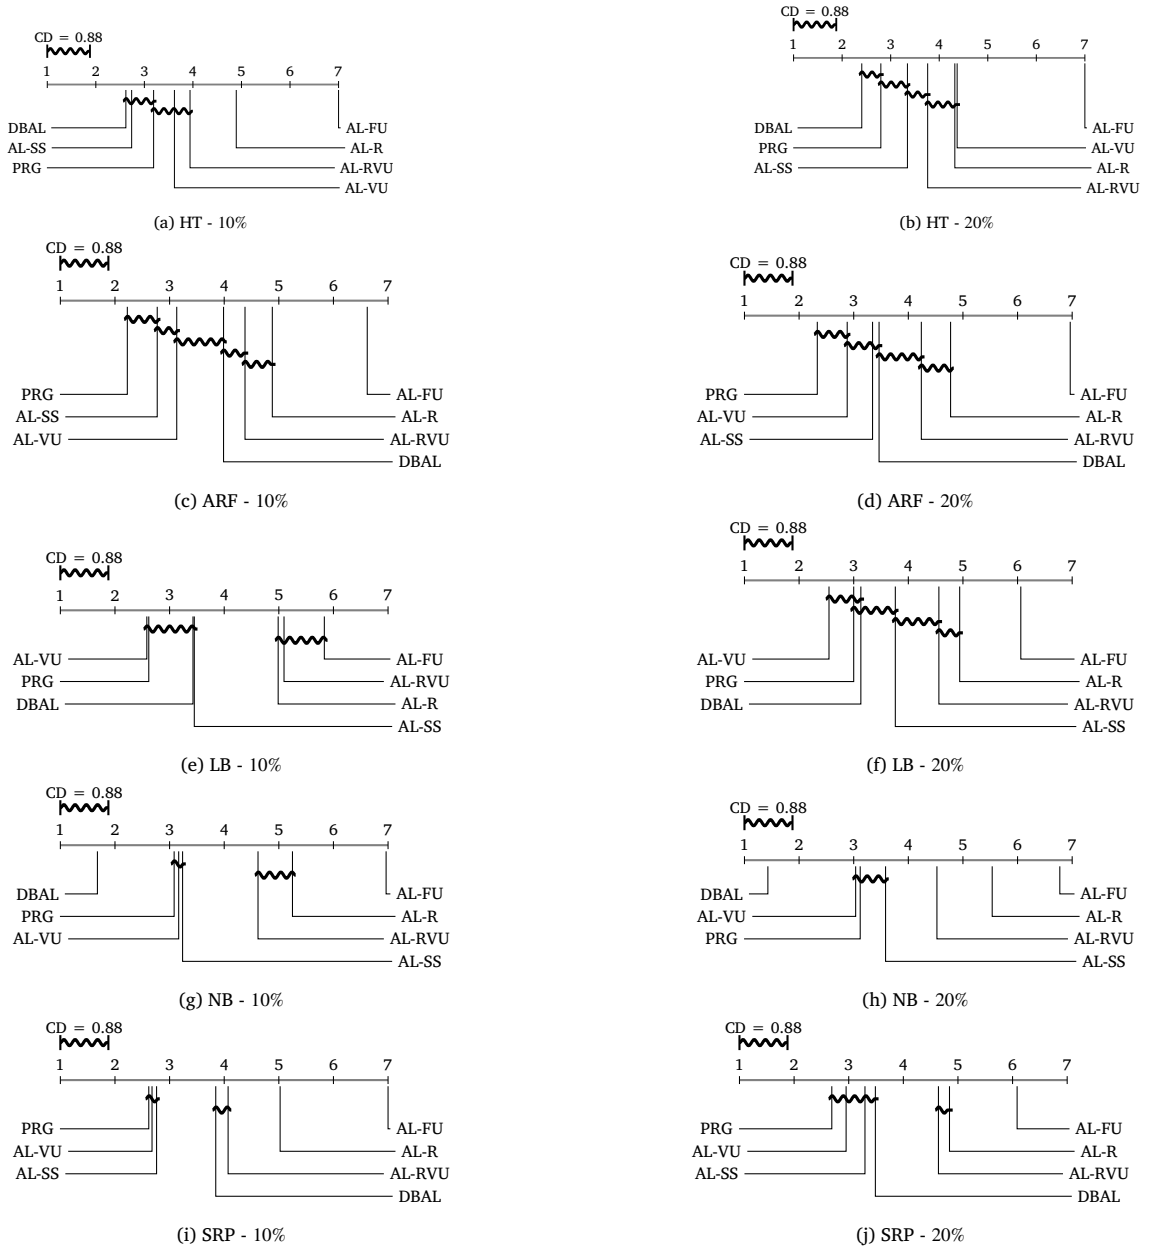 CD = 0.88
1 2 3 4 5 6 7
DBAL AL-FU
AL-SS AL-R
PRG AL-RVU
AL-VU
(a) HT - 10%
CD = 0.88
1 2 3 4 5 6 7
DBAL AL-FU
PRG AL-VU
AL-SS AL-R
AL-RVU
(b) HT - 20%
CD = 0.88
1 2 3 4 5 6 7
PRG AL-FU
AL-SS AL-R
AL-VU AL-RVU
DBAL
(c) ARF - 10%
CD = 0.88
1 2 3 4 5 6 7
PRG AL-FU
AL-VU AL-R
AL-SS AL-RVU
DBAL
(d) ARF - 20%
CD = 0.88
1 2 3 4 5 6 7
AL-VU AL-FU
PRG AL-RVU
DBAL AL-R
AL-SS
(e) LB - 10%
CD = 0.88
1 2 3 4 5 6 7
AL-VU AL-FU
PRG AL-R
DBAL AL-RVU
AL-SS
(f) LB - 20%
CD = 0.88
1 2 3 4 5 6 7
DBAL AL-FU
PRG AL-R
AL-VU AL-RVU
AL-SS
(g) NB - 10%
CD = 0.88
1 2 3 4 5 6 7
DBAL AL-FU
AL-VU AL-R
PRG AL-RVU
AL-SS
(h) NB - 20%
CD = 0.88
1 2 3 4 5 6 7
PRG AL-FU
AL-VU AL-R
AL-SS AL-RVU
DBAL
(i) SRP - 10%
CD = 0.88
1 2 3 4 5 6 7
PRG AL-FU
AL-VU AL-R
AL-SS AL-RVU
DBAL
(j) SRP - 20%